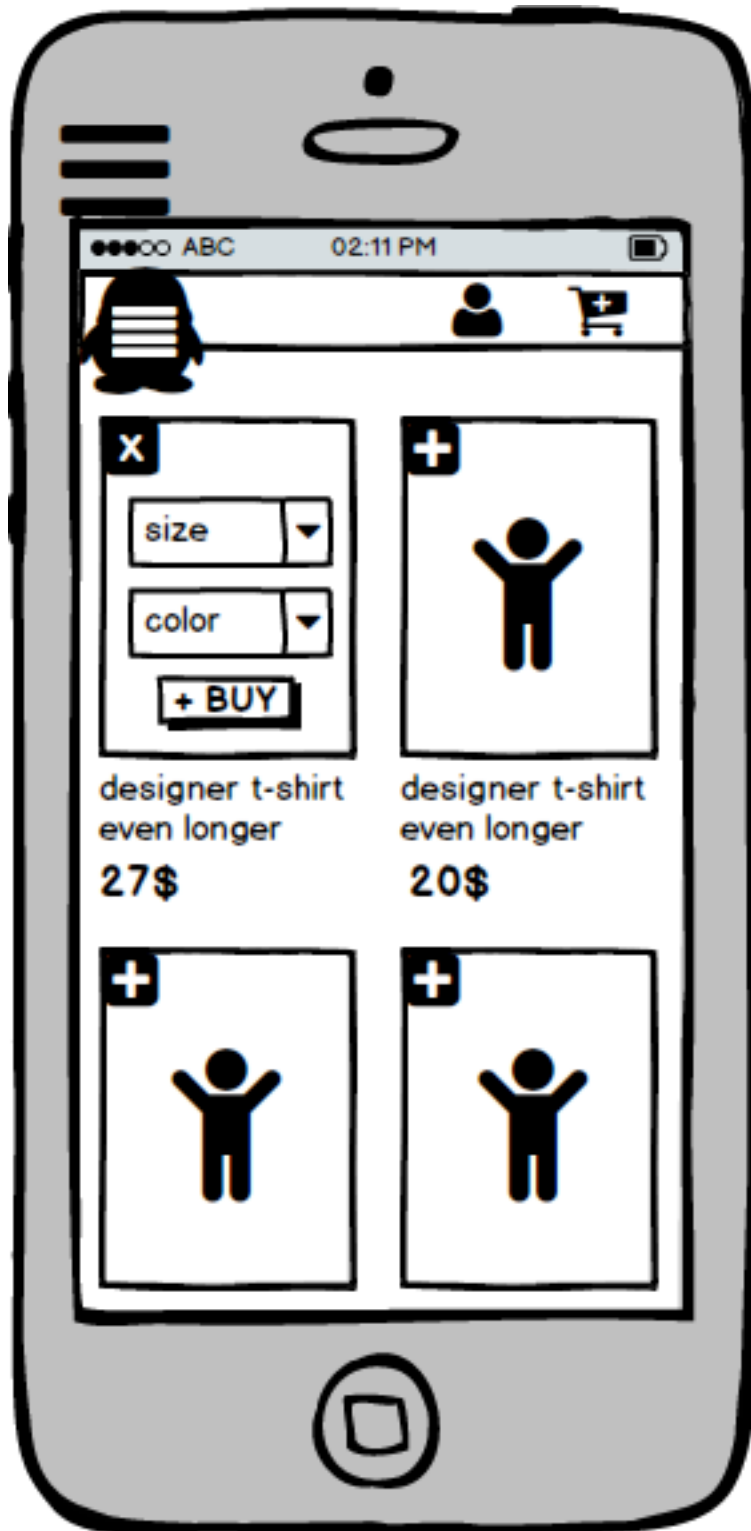 ABC 02:11 PM
x
+
size
color
+ BUY
designer t-shirt
even longer
27$
designer t-shirt
even longer
20$
+
+